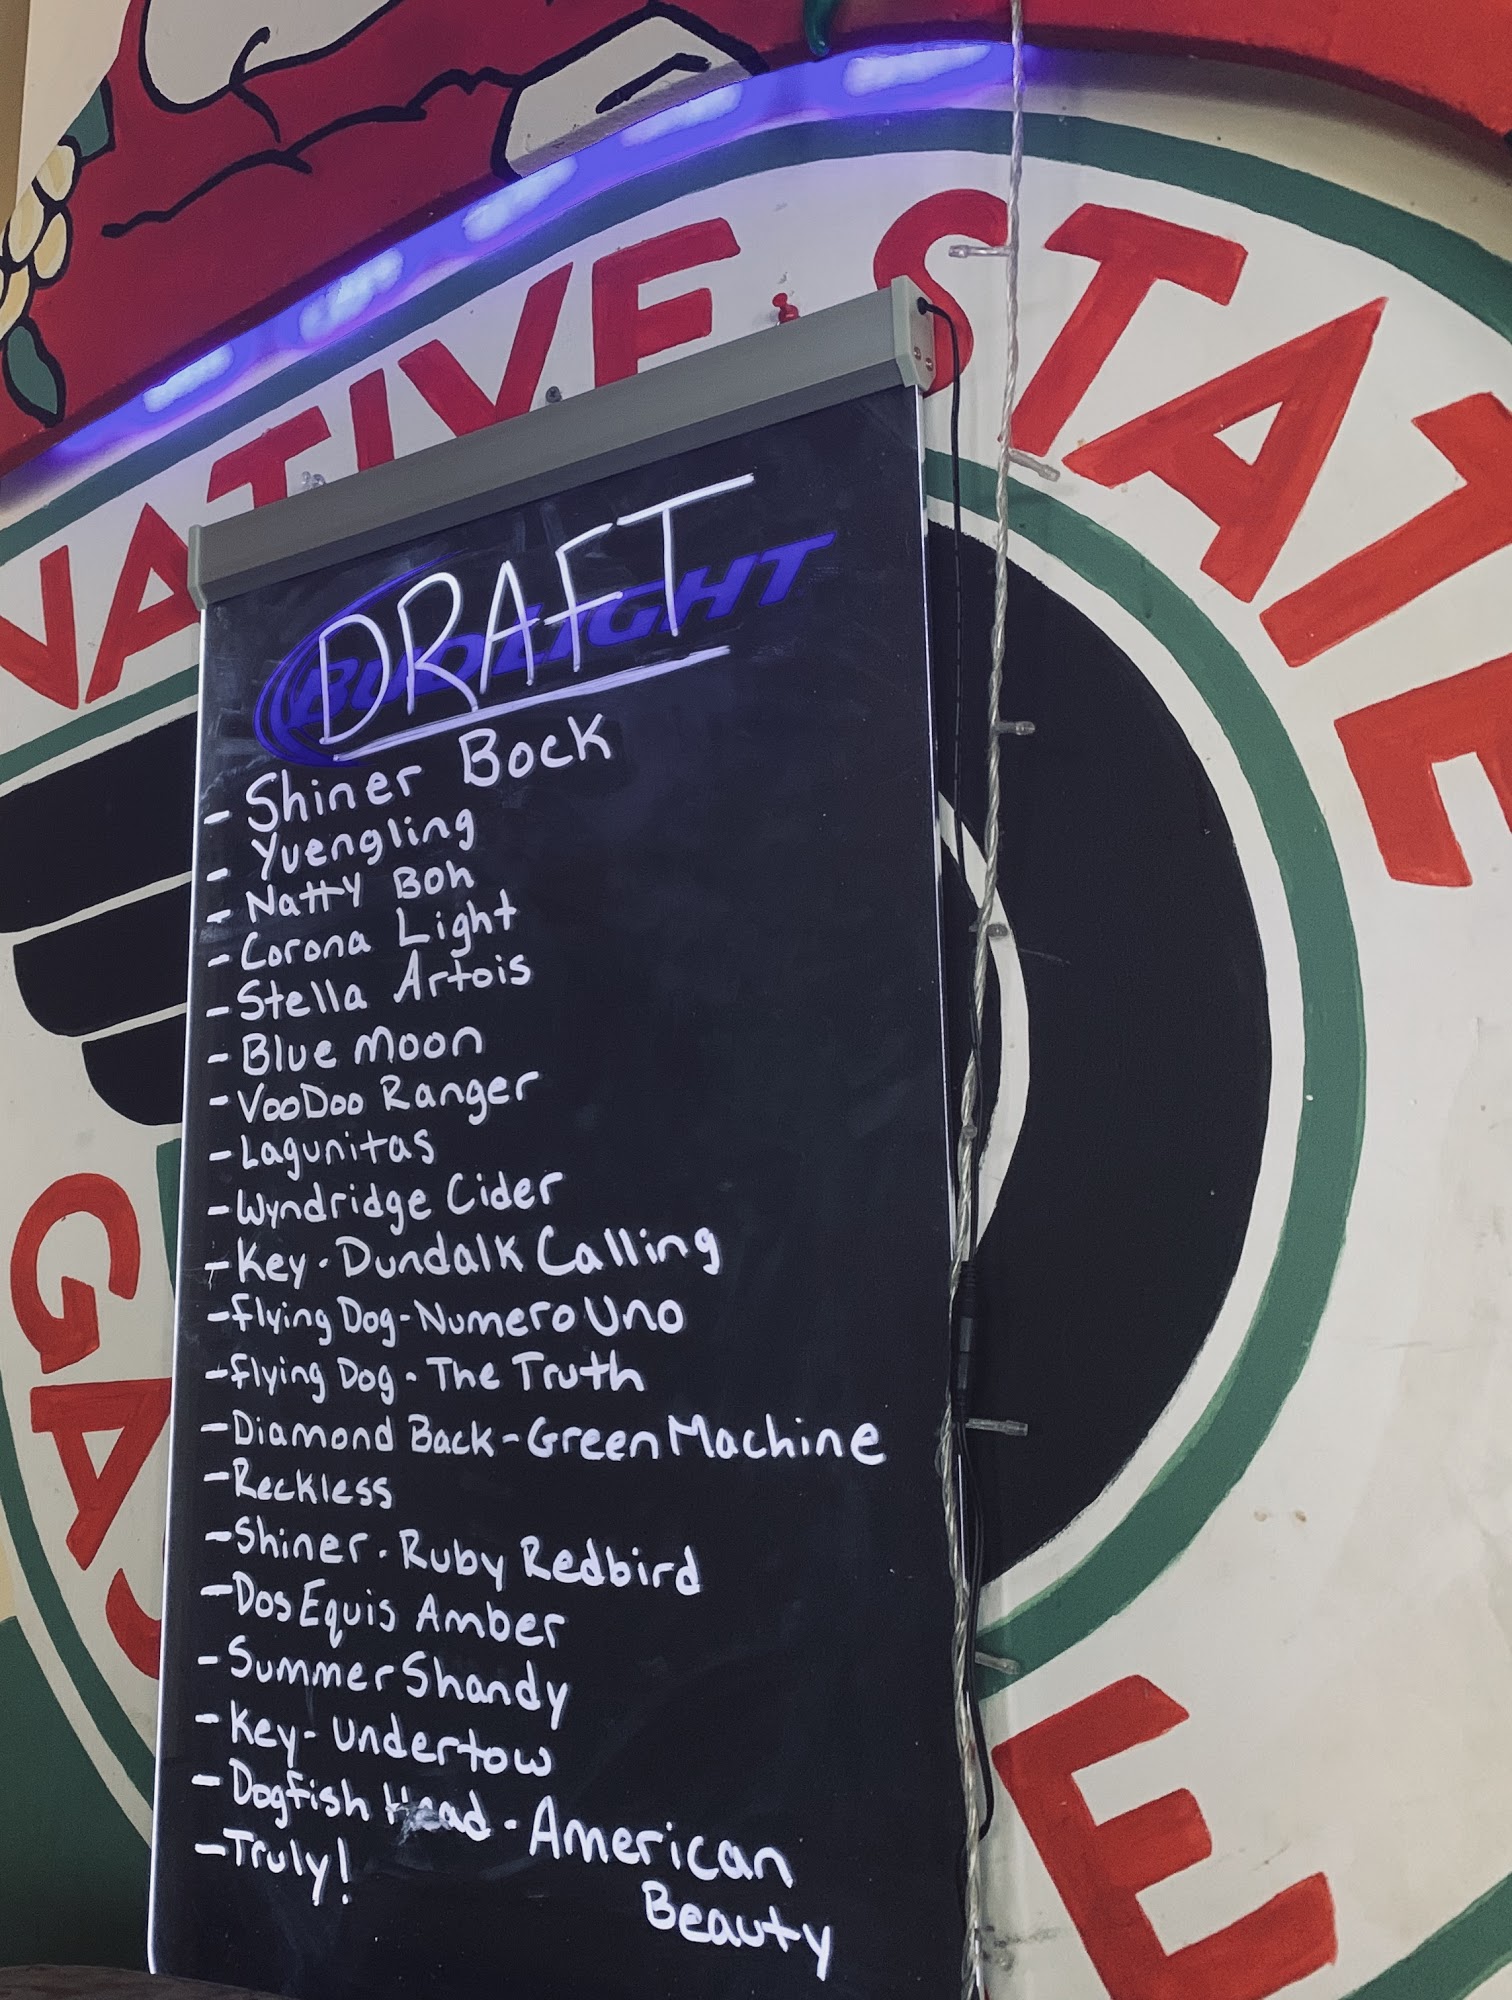 NATIVE STATE
DRAFT
BUD LIGHT
- Shiner Bock
- Yuengling
- Natty Boh
- Corona Light
- Stella Artois
- Blue Moon
- VooDoo Ranger
- Lagunitas
- Wyndridge Cider
- Key - Dundalk Calling
- Flying Dog - Numero Uno
- Flying Dog - The Truth
- Diamond Back - Green Machine
- Reckless
- Shiner - Ruby Redbird
- Dos Equis Amber
- Summer Shandy
- Key - Undertow
- Dogfish Head - American
Beauty
- Truly!